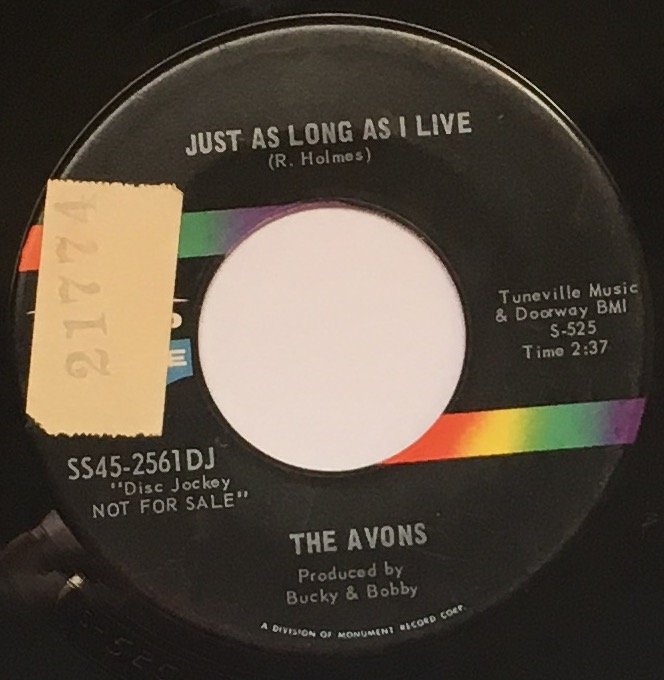 JUST AS LONG AS I LIVE
(R. Holmes)
21774
Tuneville Music
& Doorway BMI
S-525
Time 2:37
SS45-2561DJ
"Disc Jockey
NOT FOR SALE"
THE AVONS
Produced by
Bucky & Bobby
A DIVISION OF MONUMENT RECORD CORP.